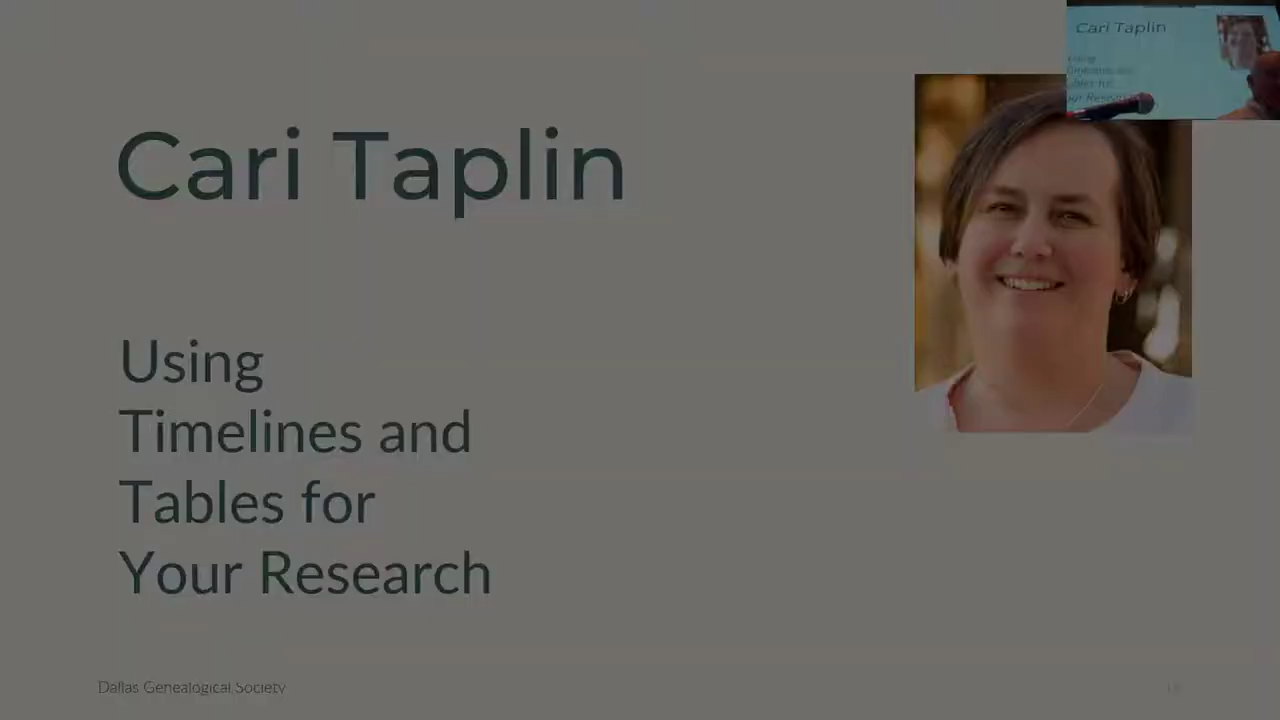 Cari Taplin
Cari Taplin
Using
Timelines and
Tables for
Your Research
Dallas Genealogical Society